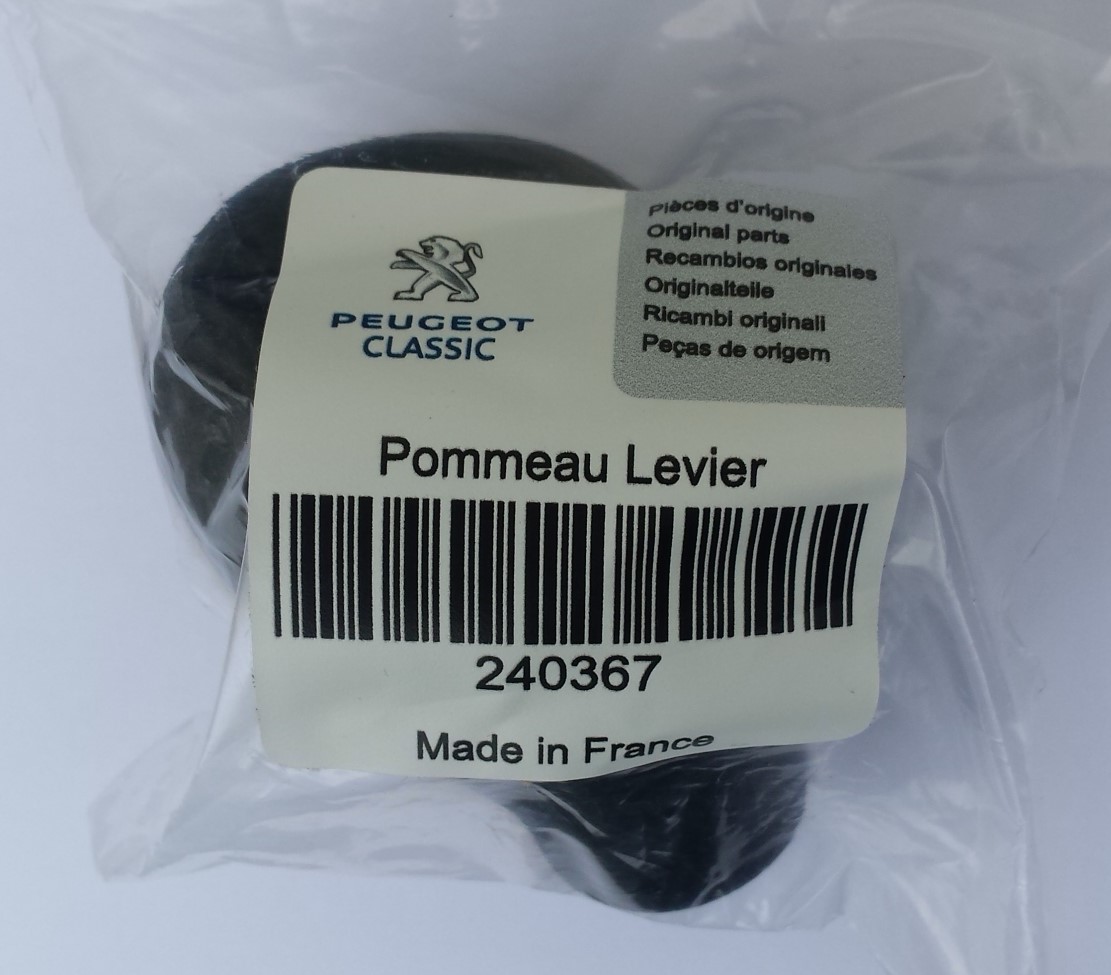 PEUGEOT
CLASSIC
Pièces d'origine
Original parts
Recambios originales
Originalteile
Ricambi originali
Peças de origem
Pommeau Levier
240367
Made in France